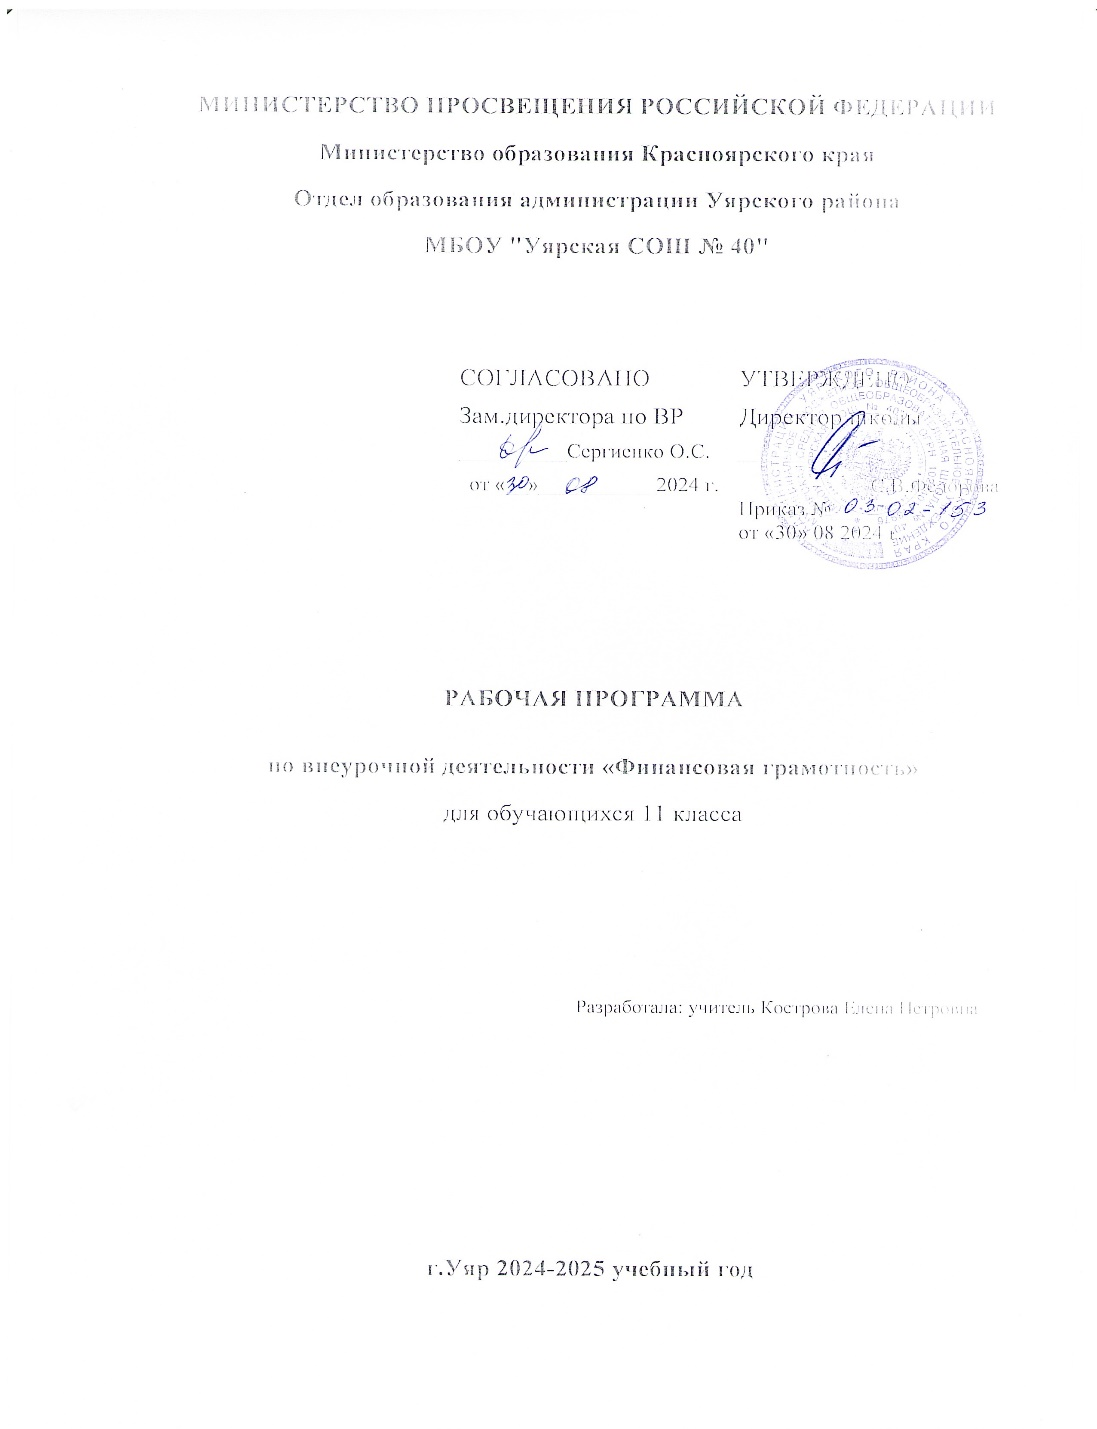 МИНИСТЕРСТВО ПРОСВЕЩЕНИЯ РОССИЙСКОЙ ФЕДЕРАЦИИ
Министерство образования Красноярского края
Отдел образования администрации Уярского района
МБОУ "Уярская СОШ № 40"
СОГЛАСОВАНО
Зам.директора по ВР
Сергиенко О.С.
от «30» 08 2024 г.
УТВЕРЖДЕНО
Директор школы
С.В.Федорова
Приказ № 03-02-153
от «30» 08 2024 г.
РАБОЧАЯ ПРОГРАММА
по внеурочной деятельности «Финансовая грамотность»
для обучающихся 11 класса
Разработала: учитель Кострова Елена Петровна
г.Уяр 2024-2025 учебный год